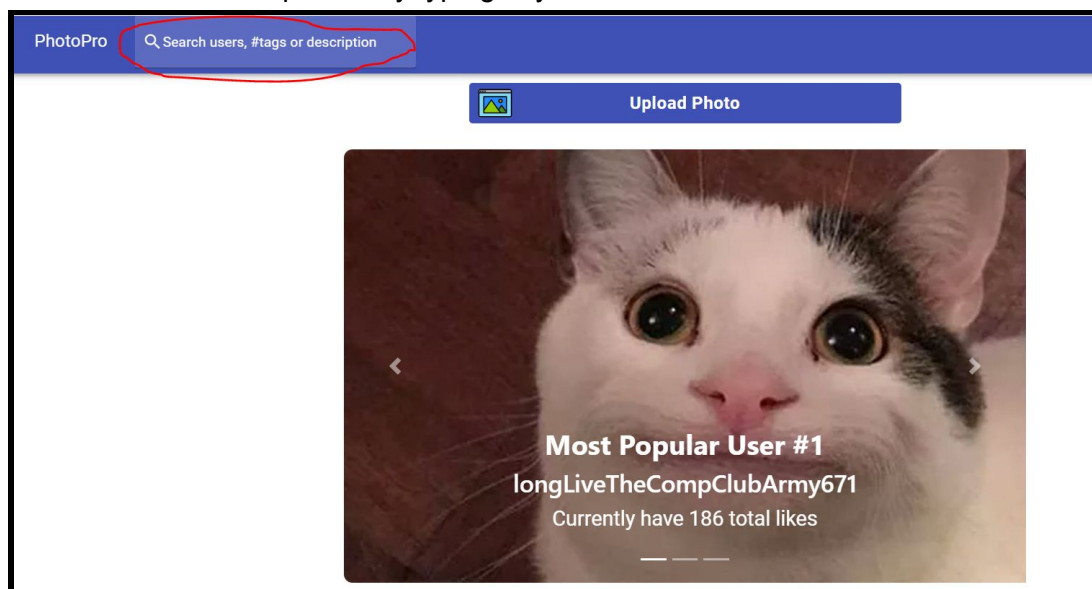 PhotoPro
Search users, #tags or description
Upload Photo
Most Popular User #1
longLiveTheCompClubArmy671
Currently have 186 total likes